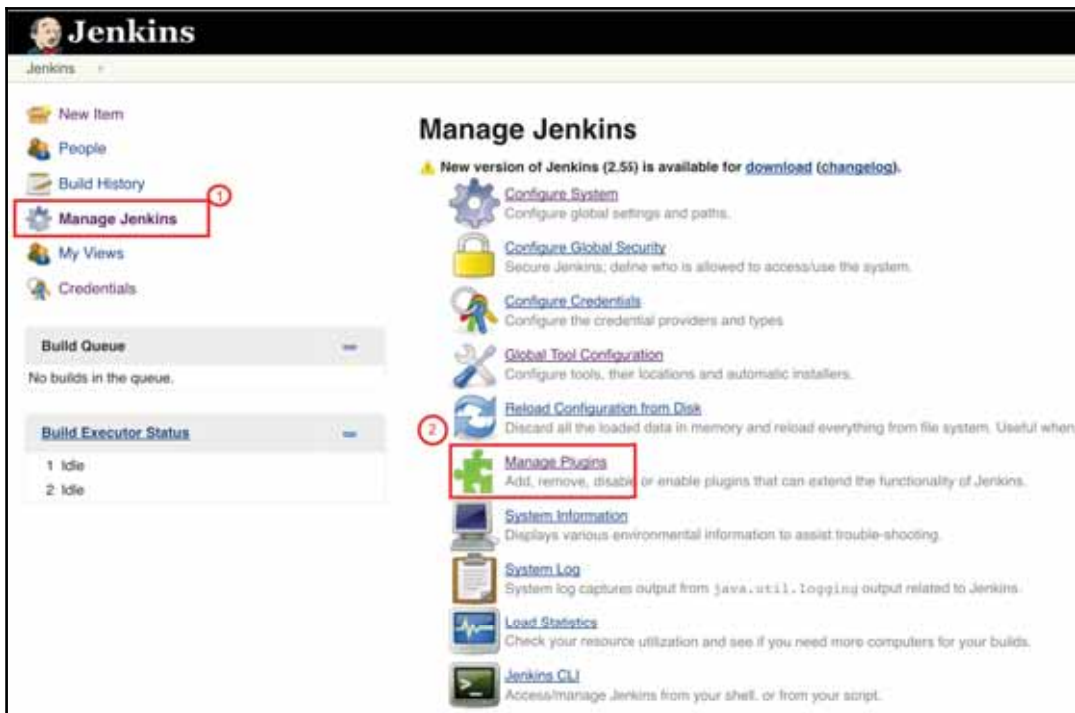 Jenkins
Jenkins
New Item
People
Build History
1
Manage Jenkins
My Views
Credentials
Build Queue
No builds in the queue.
Build Executor Status
1 Idle
2 Idle
Manage Jenkins
New version of Jenkins (2.55) is available for download (changelog).
Configure System
Configure global settings and paths.
Configure Global Security
Secure Jenkins; define who is allowed to access/use the system.
Configure Credentials
Configure the credential providers and types
Global Tool Configuration
Configure tools, their locations and automatic installers.
Reload Configuration from Disk
Discard all the loaded data in memory and reload everything from file system. Useful when
2
Manage Plugins
Add, remove, disable or enable plugins that can extend the functionality of Jenkins.
System Information
Displays various environmental information to assist trouble-shooting.
System Log
System log captures output from java.util.logging output related to Jenkins.
Load Statistics
Check your resource utilization and see if you need more computers for your builds.
Jenkins CLI
Access/manage Jenkins from your shell, or from your script.